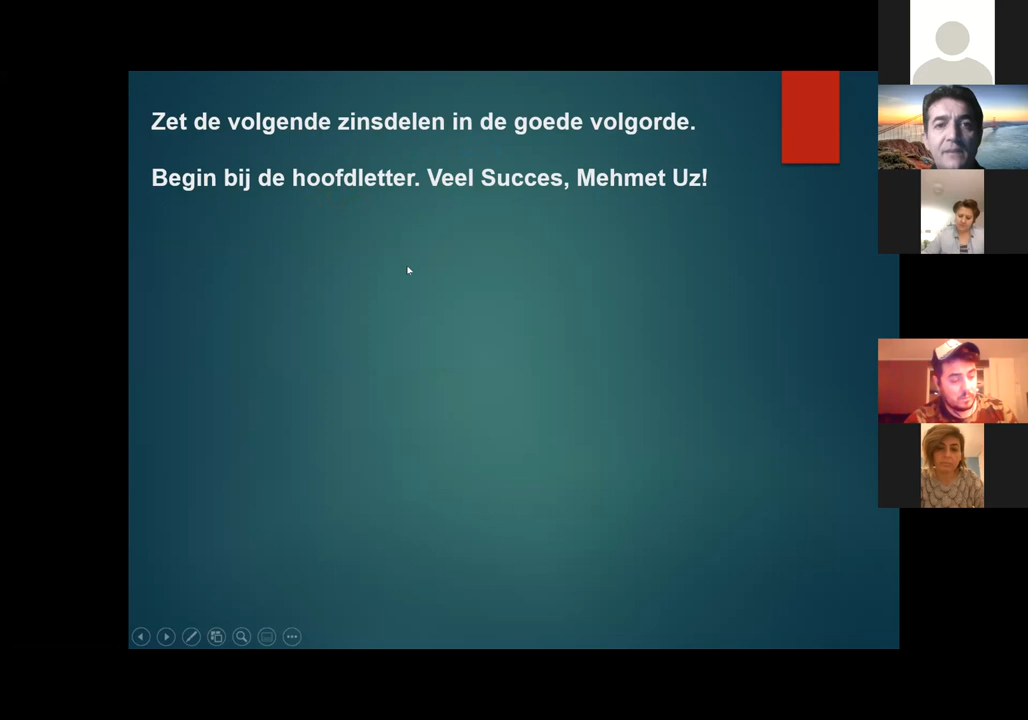 Zet de volgende zinsdelen in de goede volgorde.
Begin bij de hoofdletter. Veel Succes, Mehmet Uz!